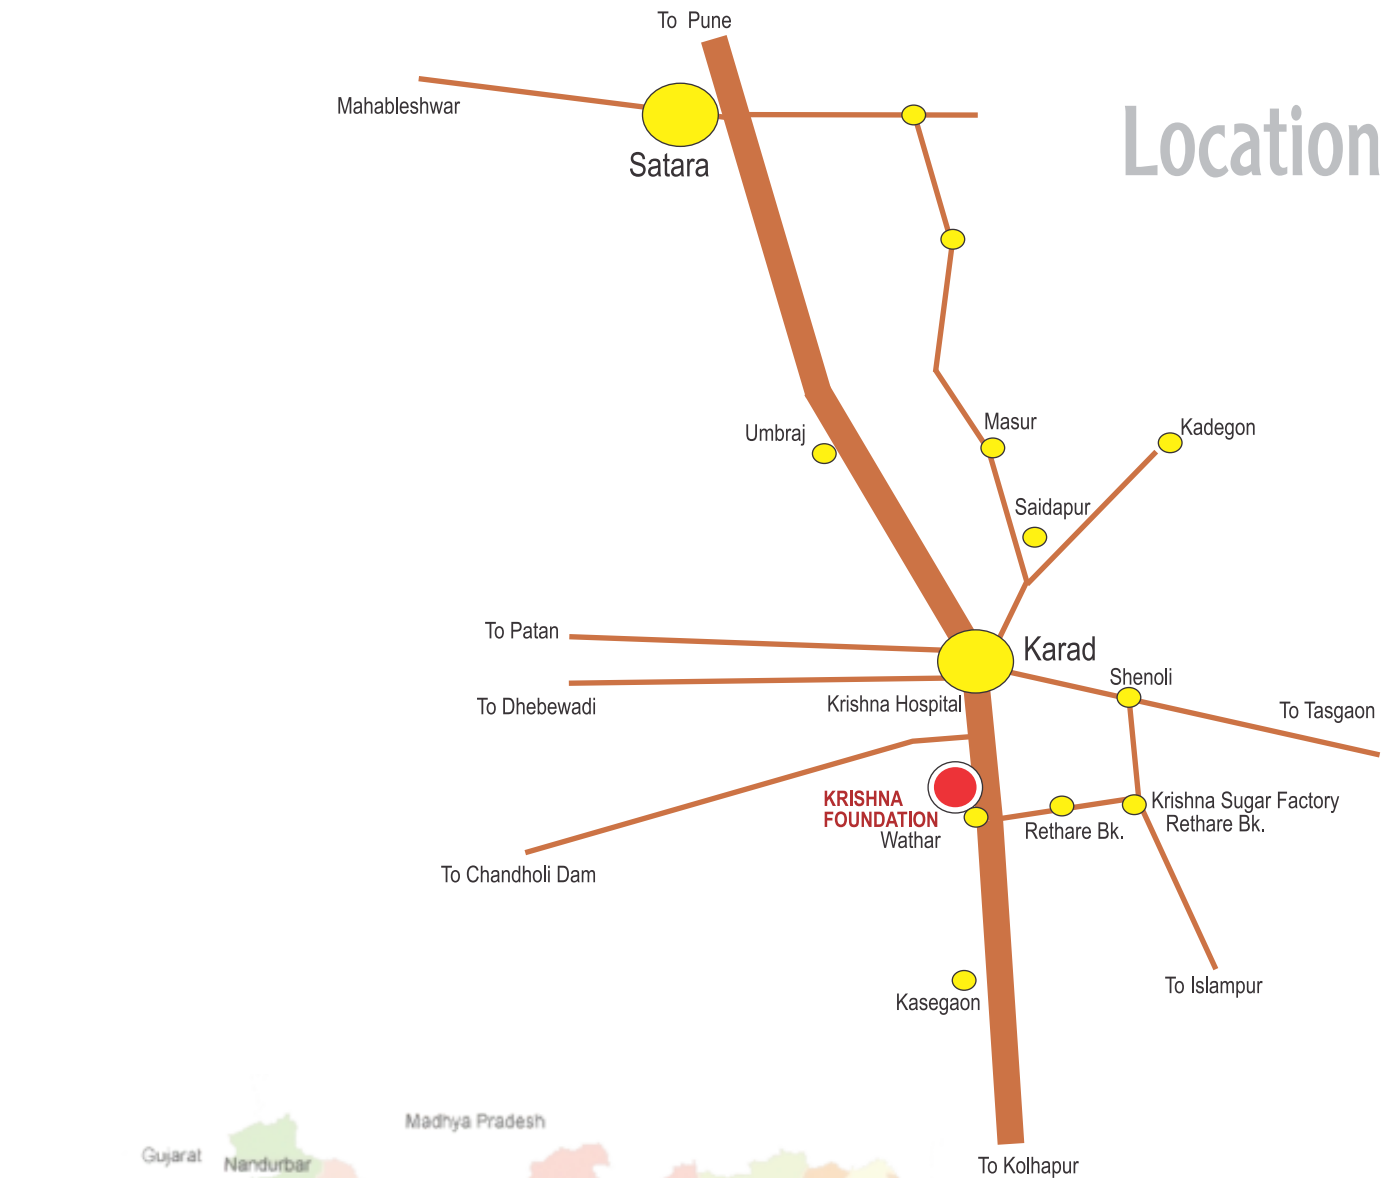 To Pune
Mahableshwar
Location
Satara
Umbraj
Masur
Kadegon
Saidapur
To Patan
Karad
Shenoli
To Dhebewadi
Krishna Hospital
To Tasgaon
KRISHNA
FOUNDATION
Wathar
Krishna Sugar Factory
Rethare Bk.
Rethare Bk.
To Chandholi Dam
Kasegaon
To Islampur
Madhya Pradesh
Gujarat
Nandurbar
To Kolhapur